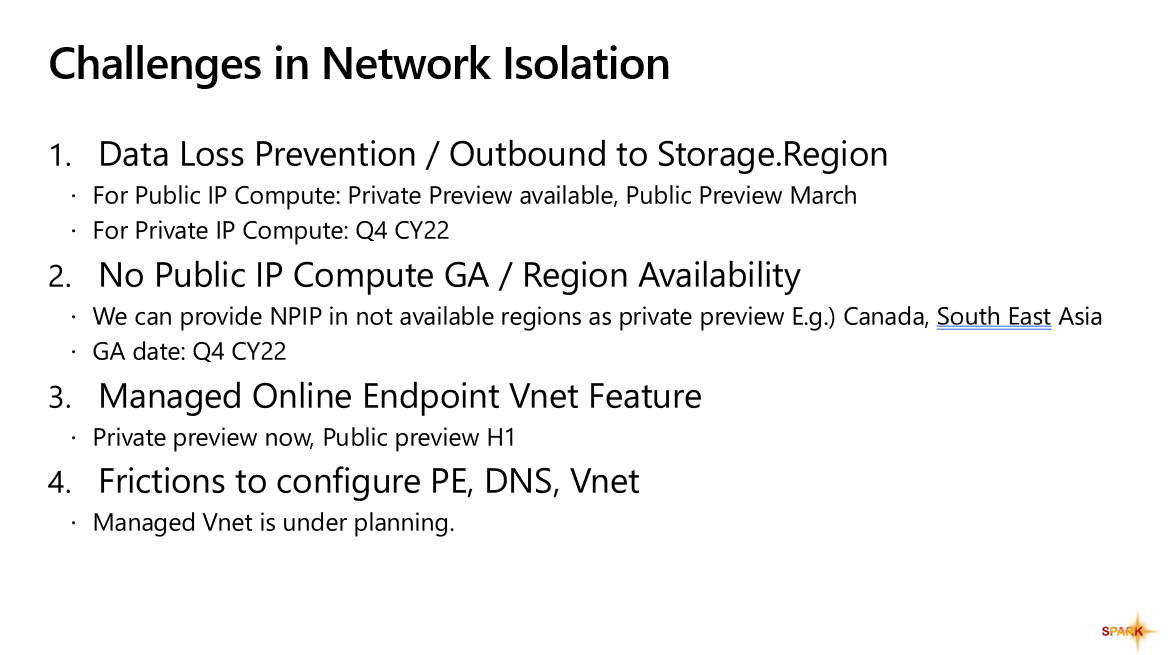 Challenges in Network Isolation
1. Data Loss Prevention / Outbound to Storage.Region
· For Public IP Compute: Private Preview available, Public Preview March
· For Private IP Compute: Q4 CY22
2. No Public IP Compute GA / Region Availability
· We can provide NPIP in not available regions as private preview E.g.) Canada, South East Asia
· GA date: Q4 CY22
3. Managed Online Endpoint Vnet Feature
· Private preview now, Public preview H1
4. Frictions to configure PE, DNS, Vnet
· Managed Vnet is under planning.
SPARK